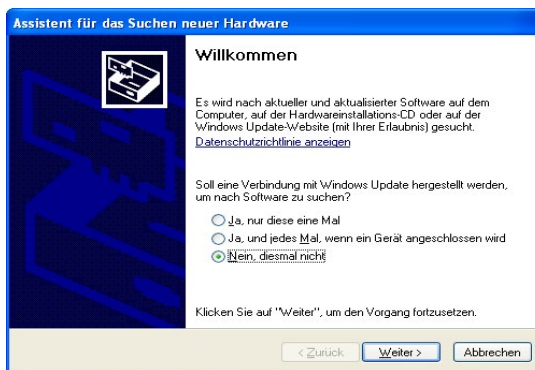 Assistent für das Suchen neuer Hardware
Willkommen
Es wird nach aktueller und aktualisierter Software auf dem
Computer, auf der Hardwareinstallations-CD oder auf der
Windows Update-Website (mit Ihrer Erlaubnis) gesucht.
Datenschutzrichtlinie anzeigen
Soll eine Verbindung mit Windows Update hergestellt werden,
um nach Software zu suchen?
Ja, nur diese eine Mal
Ja, und jedes Mal, wenn ein Gerät angeschlossen wird
Nein, diesmal nicht
Klicken Sie auf "Weiter", um den Vorgang fortzusetzen.
< Zurück Weiter > Abbrechen